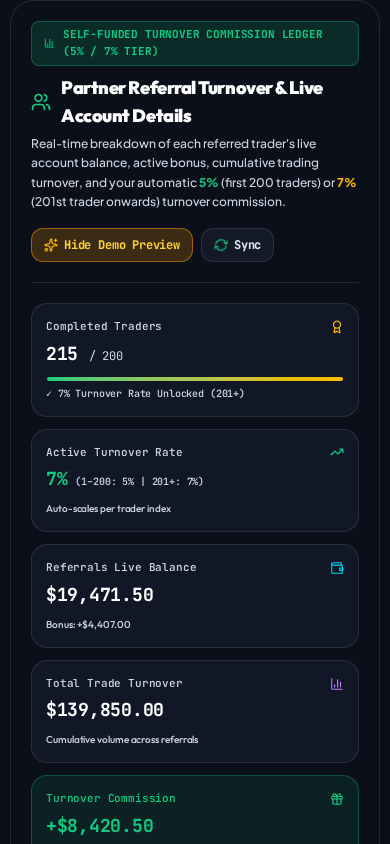 SELF-FUNDED TURNOVER COMMISSION LEDGER
(5% / 7% TIER)
Partner Referral Turnover & Live
Account Details
Real-time breakdown of each referred trader's live
account balance, active bonus, cumulative trading
turnover, and your automatic 5% (first 200 traders) or 7%
(201st trader onwards) turnover commission.
Hide Demo Preview
Sync
Completed Traders
215 / 200
✓ 7% Turnover Rate Unlocked (201+)
Active Turnover Rate
7% (1-200: 5% | 201+: 7%)
Auto-scales per trader index
Referrals Live Balance
$19,471.50
Bonus: +$4,407.00
Total Trade Turnover
$139,850.00
Cumulative volume across referrals
Turnover Commission
+$8,420.50